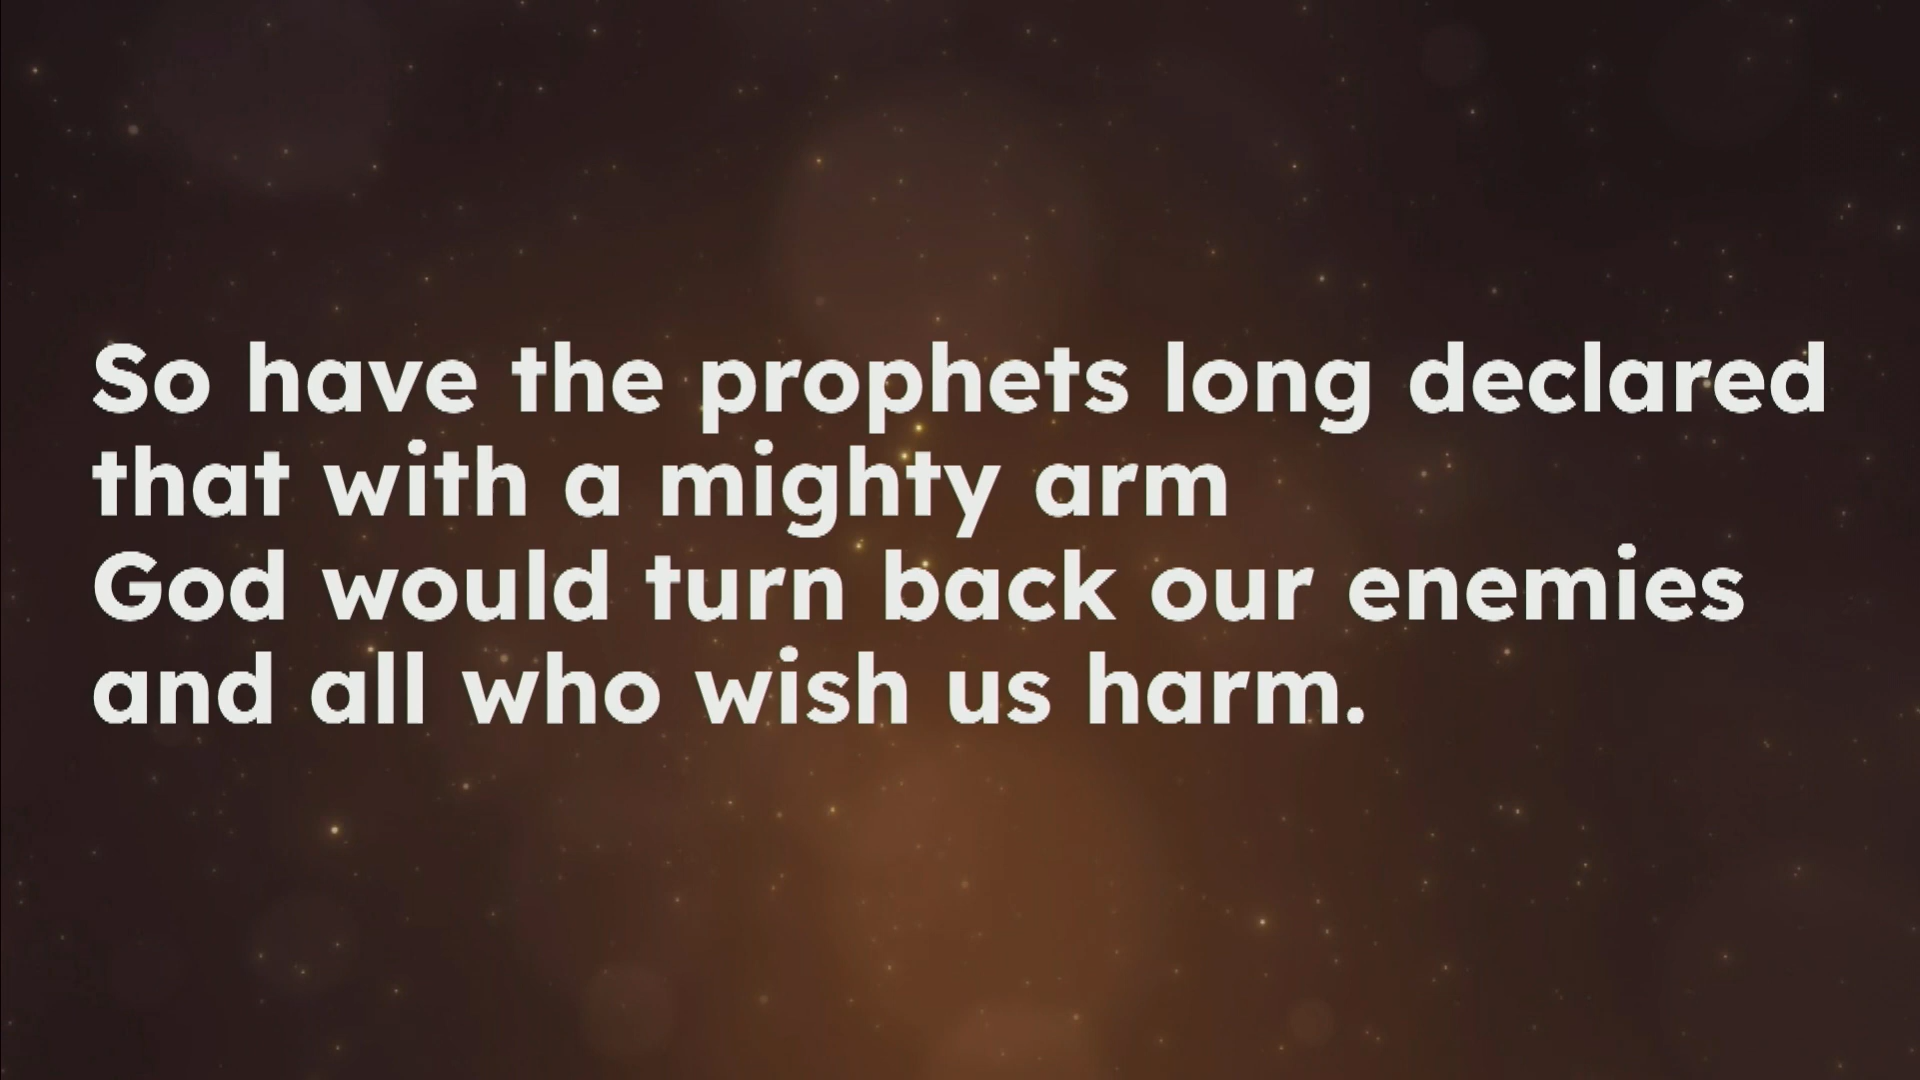 So have the prophets long declared
that with a mighty arm
God would turn back our enemies
and all who wish us harm.